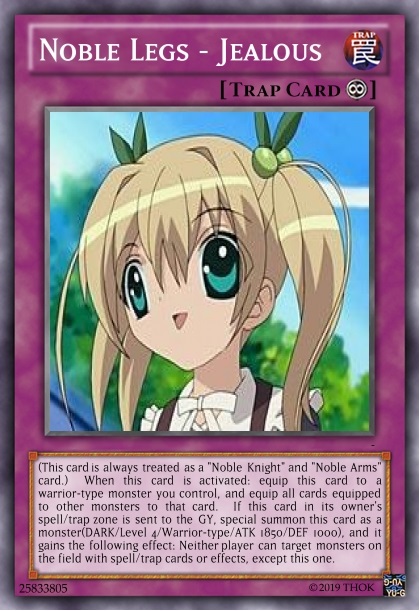 Noble Legs - Jealous
TRAP
罠
[Trap Card ]
(This card is always treated as a "Noble Knight" and "Noble Arms"
card.) When this card is activated: equip this card to a
warrior-type monster you control, and equip all cards equipped
to other monsters to that card. If this card in its owner's
spell/trap zone is sent to the GY, special summon this card as a
monster(DARK/Level 4/Warrior-type/ATK 1850/DEF 1000), and it
gains the following effect: Neither player can target monsters on
the field with spell/trap cards or effects, except this one.
25833805
©2019 THOK
YU-G